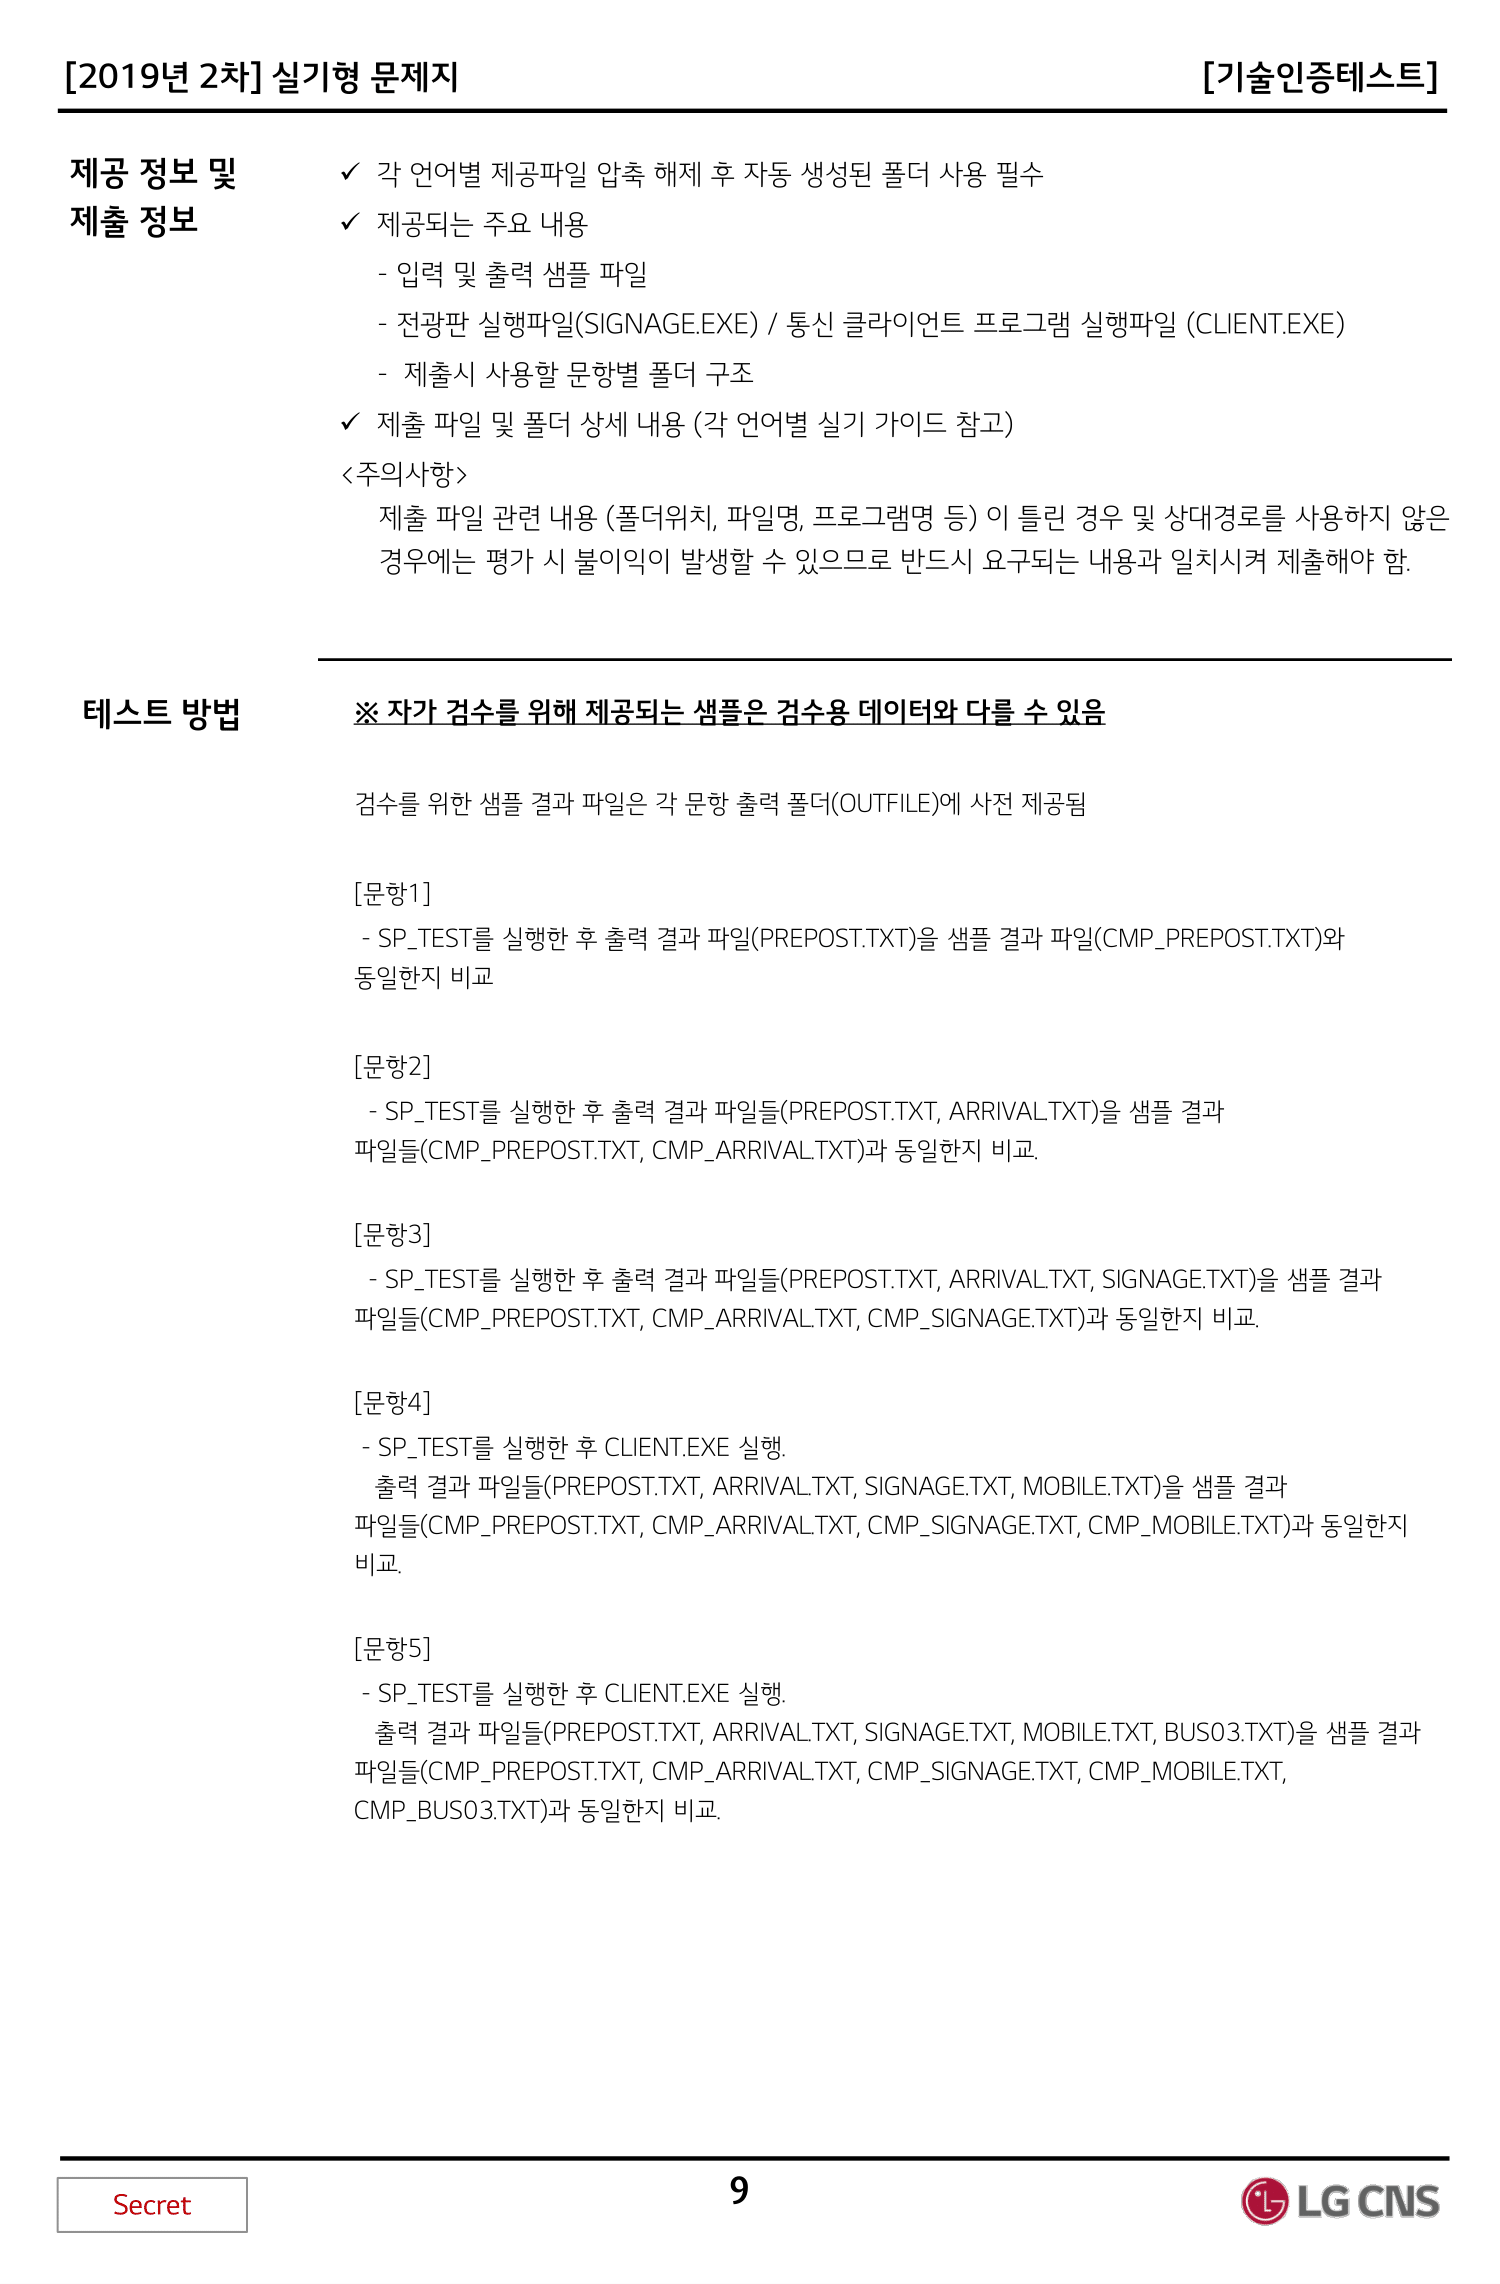 [2019년 2차] 실기형 문제지 [기술인증테스트]
제공 정보 및
제출 정보
✓ 각 언어별 제공파일 압축 해제 후 자동 생성된 폴더 사용 필수
✓ 제공되는 주요 내용
- 입력 및 출력 샘플 파일
- 전광판 실행파일(SIGNAGE.EXE) / 통신 클라이언트 프로그램 실행파일 (CLIENT.EXE)
- 제출시 사용할 문항별 폴더 구조
✓ 제출 파일 및 폴더 상세 내용 (각 언어별 실기 가이드 참고)
<주의사항>
제출 파일 관련 내용 (폴더위치, 파일명, 프로그램명 등) 이 틀린 경우 및 상대경로를 사용하지 않은
경우에는 평가 시 불이익이 발생할 수 있으므로 반드시 요구되는 내용과 일치시켜 제출해야 함.
테스트 방법
※ 자가 검수를 위해 제공되는 샘플은 검수용 데이터와 다를 수 있음
검수를 위한 샘플 결과 파일은 각 문항 출력 폴더(OUTFILE)에 사전 제공됨
[문항1]
- SP_TEST를 실행한 후 출력 결과 파일(PREPOST.TXT)을 샘플 결과 파일(CMP_PREPOST.TXT)와
동일한지 비교
[문항2]
- SP_TEST를 실행한 후 출력 결과 파일들(PREPOST.TXT, ARRIVAL.TXT)을 샘플 결과
파일들(CMP_PREPOST.TXT, CMP_ARRIVAL.TXT)과 동일한지 비교.
[문항3]
- SP_TEST를 실행한 후 출력 결과 파일들(PREPOST.TXT, ARRIVAL.TXT, SIGNAGE.TXT)을 샘플 결과
파일들(CMP_PREPOST.TXT, CMP_ARRIVAL.TXT, CMP_SIGNAGE.TXT)과 동일한지 비교.
[문항4]
- SP_TEST를 실행한 후 CLIENT.EXE 실행.
출력 결과 파일들(PREPOST.TXT, ARRIVAL.TXT, SIGNAGE.TXT, MOBILE.TXT)을 샘플 결과
파일들(CMP_PREPOST.TXT, CMP_ARRIVAL.TXT, CMP_SIGNAGE.TXT, CMP_MOBILE.TXT)과 동일한지
비교.
[문항5]
- SP_TEST를 실행한 후 CLIENT.EXE 실행.
출력 결과 파일들(PREPOST.TXT, ARRIVAL.TXT, SIGNAGE.TXT, MOBILE.TXT, BUS03.TXT)을 샘플 결과
파일들(CMP_PREPOST.TXT, CMP_ARRIVAL.TXT, CMP_SIGNAGE.TXT, CMP_MOBILE.TXT,
CMP_BUS03.TXT)과 동일한지 비교.
Secret 9 LG CNS